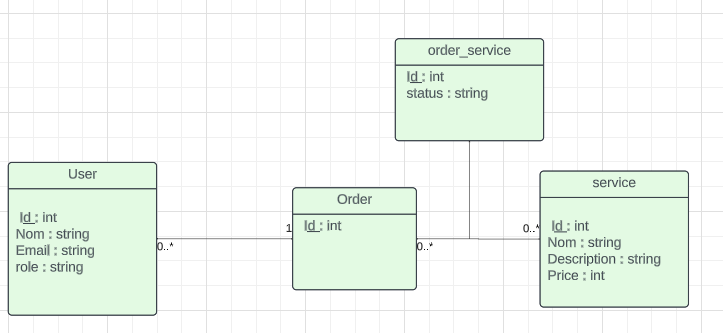 order_service
Id : int
status : string
User
Id : int
Nom : string
Email : string
role : string
0..*
1
Order
Id : int
0..*
0..*
service
Id : int
Nom : string
Description : string
Price : int